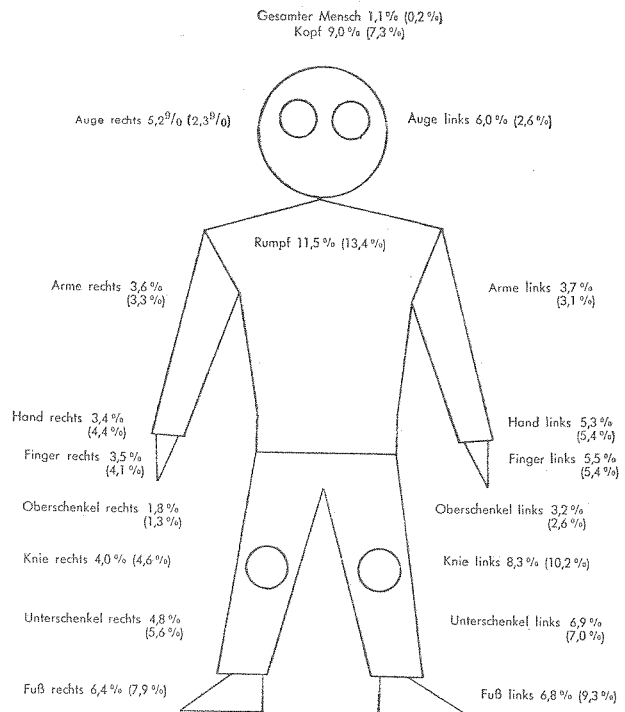 Gesamter Mensch 1,1% (0,2%)
Kopf 9,0% (7,3%)
Auge rechts 5,2% (2,3%)
Auge links 6,0% (2,6%)
Rumpf 11,5% (13,4%)
Arme rechts 3,6%
(3,3%)
Arme links 3,7%
(3,1%)
Hand rechts 3,4%
(4,4%)
Hand links 5,3%
(5,4%)
Finger rechts 3,5%
(4,1%)
Finger links 5,5%
(5,4%)
Oberschenkel rechts 1,8%
(1,3%)
Oberschenkel links 3,2%
(2,6%)
Knie rechts 4,0% (4,6%)
Knie links 8,3% (10,2%)
Unterschenkel rechts 4,8%
(5,6%)
Unterschenkel links 6,9%
(7,0%)
Fuß rechts 6,4% (7,9%)
Fuß links 6,8% (9,3%)